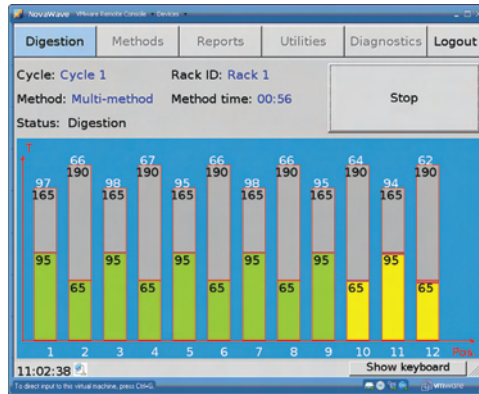 NovaWave VMware Remote Console Devices
Digestion Methods Reports Utilities Diagnostics Logout
Cycle: Cycle 1 Rack ID: Rack 1
Method: Multi-method Method time: 00:56 Stop
Status: Digestion
T
66 67 66 66 64 62
97 190 98 190 95 190 98 190 95 190 94 190
165 165 165 165 165 165
95 95 95 95 95 95
65 65 65 65 65 65
1 2 3 4 5 6 7 8 9 10 11 12 Pos.
11:02:38 Show keyboard
To direct input to this virtual machine, press Ctrl+G. vmware